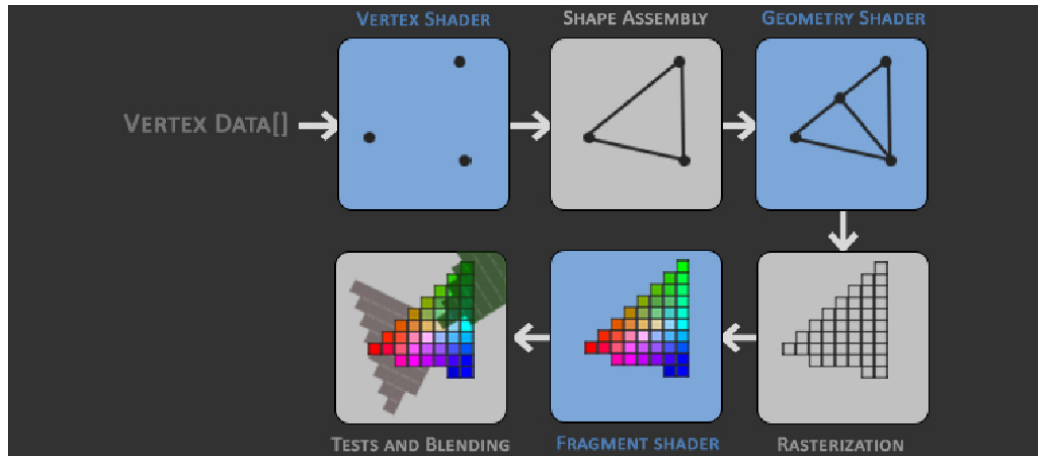 VERTEX SHADER
SHAPE ASSEMBLY
GEOMETRY SHADER
VERTEX DATA[]
TESTS AND BLENDING
FRAGMENT SHADER
RASTERIZATION